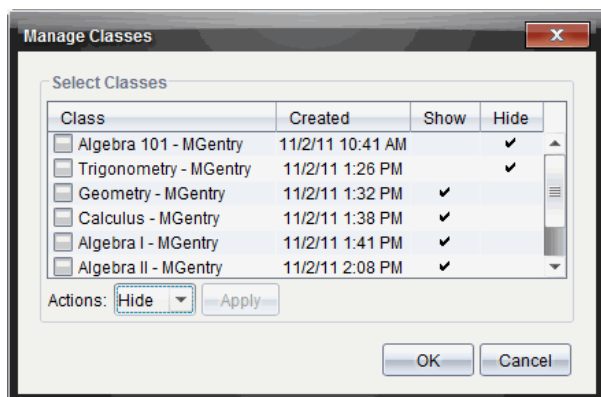 Manage Classes
Select Classes
Class Created Show Hide
Algebra 101 - MGentry 11/2/11 10:41 AM ✔
Trigonometry - MGentry 11/2/11 1:26 PM ✔
Geometry - MGentry 11/2/11 1:32 PM ✔
Calculus - MGentry 11/2/11 1:38 PM ✔
Algebra I - MGentry 11/2/11 1:41 PM ✔
Algebra II - MGentry 11/2/11 2:08 PM ✔
Actions: Hide Apply
OK Cancel